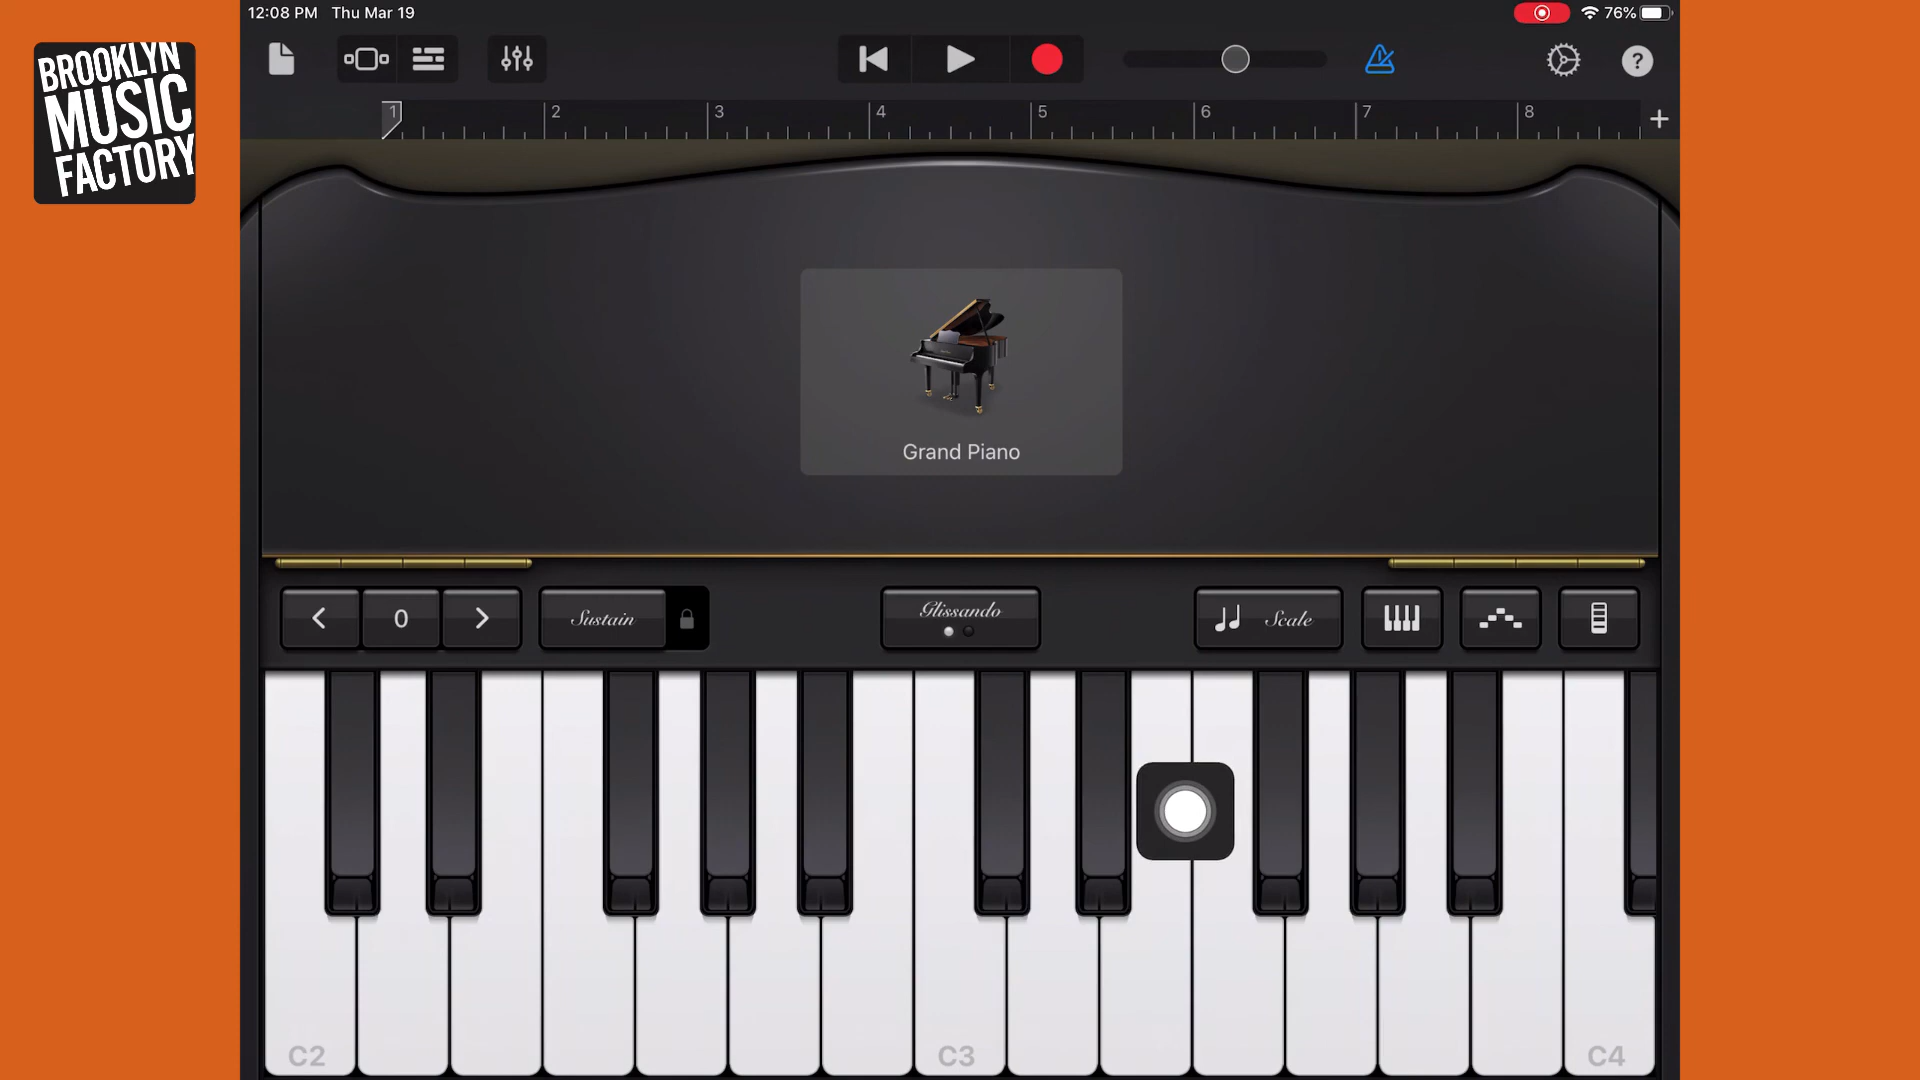 12:08 PM Thu Mar 19
76%
BROOKLYN
MUSIC
FACTORY
1 2 3 4 5 6 7 8
Grand Piano
0
Sustain
Glissando
Scale
C2 C3 C4